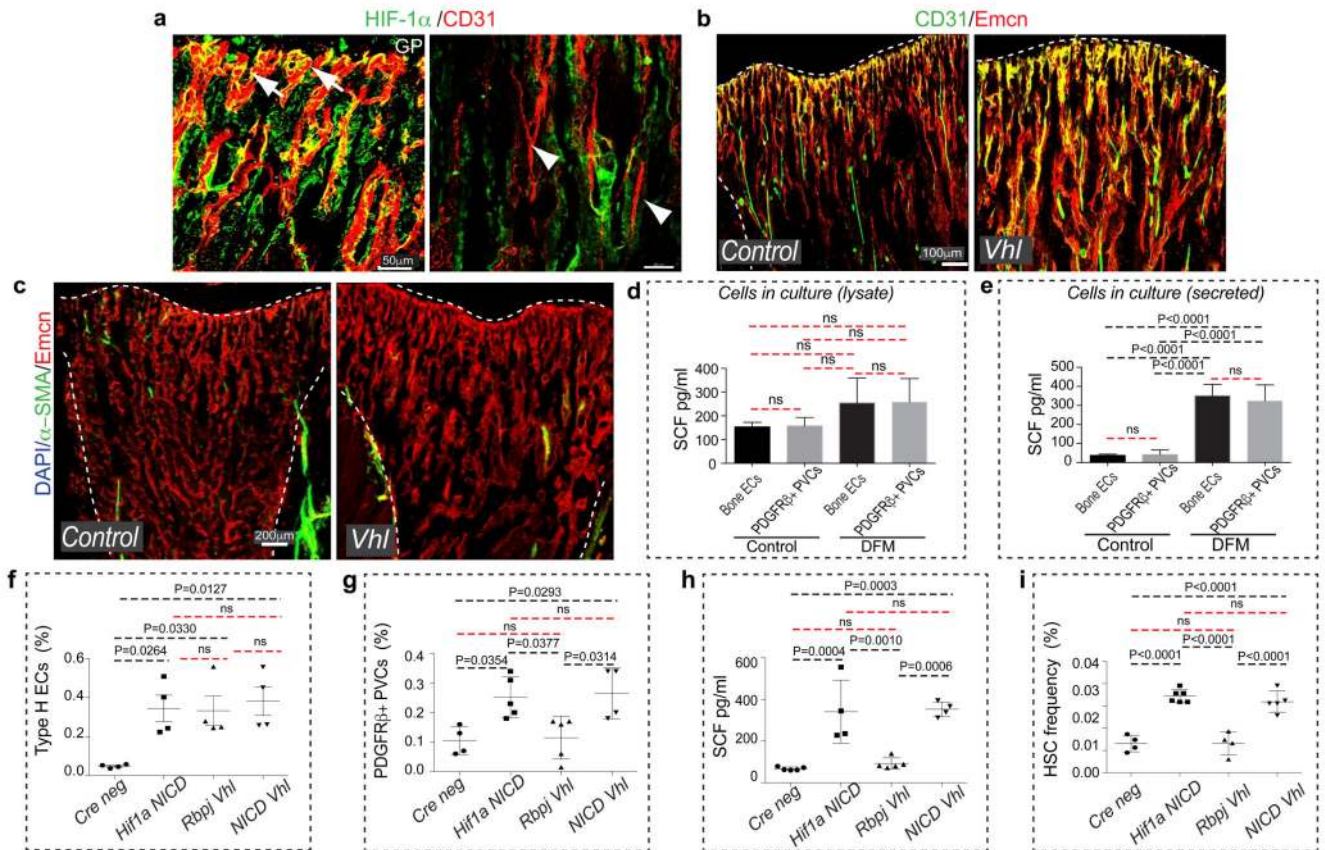 a
HIF-1α /CD31
GP
50μm
b
CD31/Emcn
Control
100μm
Vhl
c
DAPI/α-SMA/Emcn
Control
200μm
Vhl
d
Cells in culture (lysate)
ns
ns
ns
ns
ns
ns
SCF pg/ml
400
300
200
100
0
Bone ECs
PDGFRβ+ PVCs
Bone ECs
PDGFRβ+ PVCs
Control
DFM
e
Cells in culture (secreted)
P<0.0001
P<0.0001
P<0.0001
P<0.0001
ns
ns
SCF pg/ml
500
400
300
200
100
0
Bone ECs
PDGFRβ+ PVCs
Bone ECs
PDGFRβ+ PVCs
Control
DFM
f
P=0.0127
ns
P=0.0330
P=0.0264
ns
ns
Type H ECs (%)
0.6
0.4
0.2
0.0
Cre neg
Hif1a NICD
Rbpj Vhl
NICD Vhl
g
P=0.0293
ns
ns
P=0.0377
P=0.0354
P=0.0314
PDGFRβ+ PVCs (%)
0.4
0.3
0.2
0.1
0.0
Cre neg
Hif1a NICD
Rbpj Vhl
NICD Vhl
h
P=0.0003
ns
ns
P=0.0010
P=0.0004
P=0.0006
SCF pg/ml
600
400
200
0
Cre neg
Hif1a NICD
Rbpj Vhl
NICD Vhl
i
P<0.0001
ns
ns
P<0.0001
P<0.0001
P<0.0001
HSC frequency (%)
0.04
0.03
0.01
0.00
Cre neg
Hif1a NICD
Rbpj Vhl
NICD Vhl